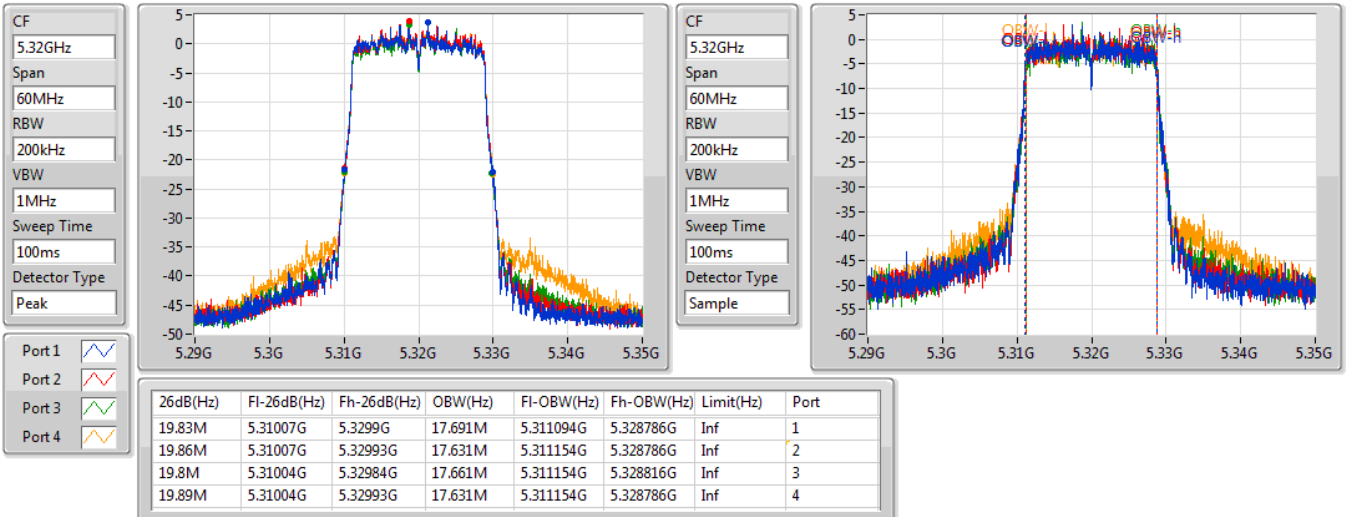 CF
5.32GHz
Span
60MHz
RBW
200kHz
VBW
1MHz
Sweep Time
100ms
Detector Type
Peak
5
0
-5
-10
-15
-20
-25
-30
-35
-40
-45
-50
5.29G 5.3G 5.31G 5.32G 5.33G 5.34G 5.35G
CF
5.32GHz
Span
60MHz
RBW
200kHz
VBW
1MHz
Sweep Time
100ms
Detector Type
Sample
5
0
-5
-10
-15
-20
-25
-30
-35
-40
-45
-50
-55
-60
OBW-l OBW-h
5.29G 5.3G 5.31G 5.32G 5.33G 5.34G 5.35G
Port 1
Port 2
Port 3
Port 4
26dB(Hz) Fl-26dB(Hz) Fh-26dB(Hz) OBW(Hz) Fl-OBW(Hz) Fh-OBW(Hz) Limit(Hz) Port
19.83M 5.31007G 5.3299G 17.691M 5.311094G 5.328786G Inf 1
19.86M 5.31007G 5.32993G 17.631M 5.311154G 5.328786G Inf 2
19.8M 5.31004G 5.32984G 17.661M 5.311154G 5.328816G Inf 3
19.89M 5.31004G 5.32993G 17.631M 5.311154G 5.328786G Inf 4